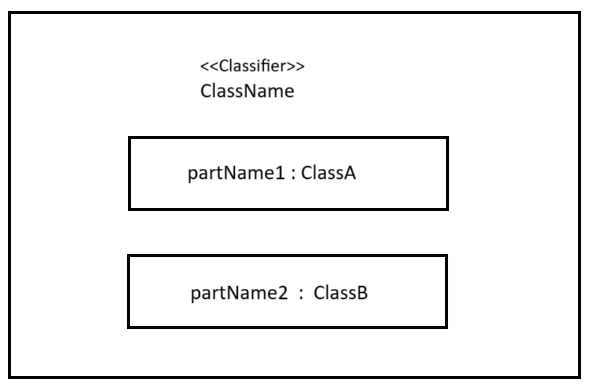 <<Classifier>>
ClassName
partName1 : ClassA
partName2 : ClassB